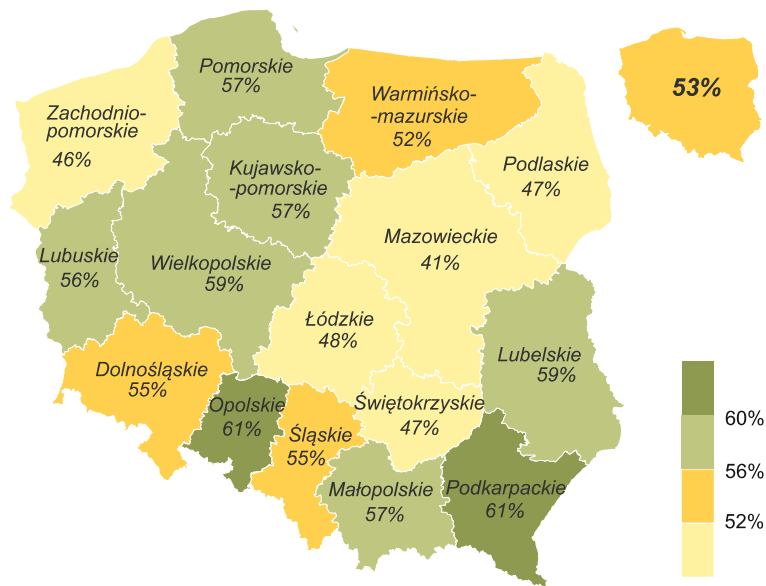 Pomorskie
57%
53%
Warmińsko-
-mazurskie
52%
Zachodnio-
pomorskie
46%
Podlaskie
47%
Kujawsko-
-pomorskie
57%
Mazowieckie
41%
Lubuskie
56%
Wielkopolskie
59%
Łódzkie
48%
Lubelskie
59%
Dolnośląskie
55%
Opolskie
61%
Świętokrzyskie
47%
Śląskie
55%
Małopolskie
57%
Podkarpackie
61%
60%
56%
52%